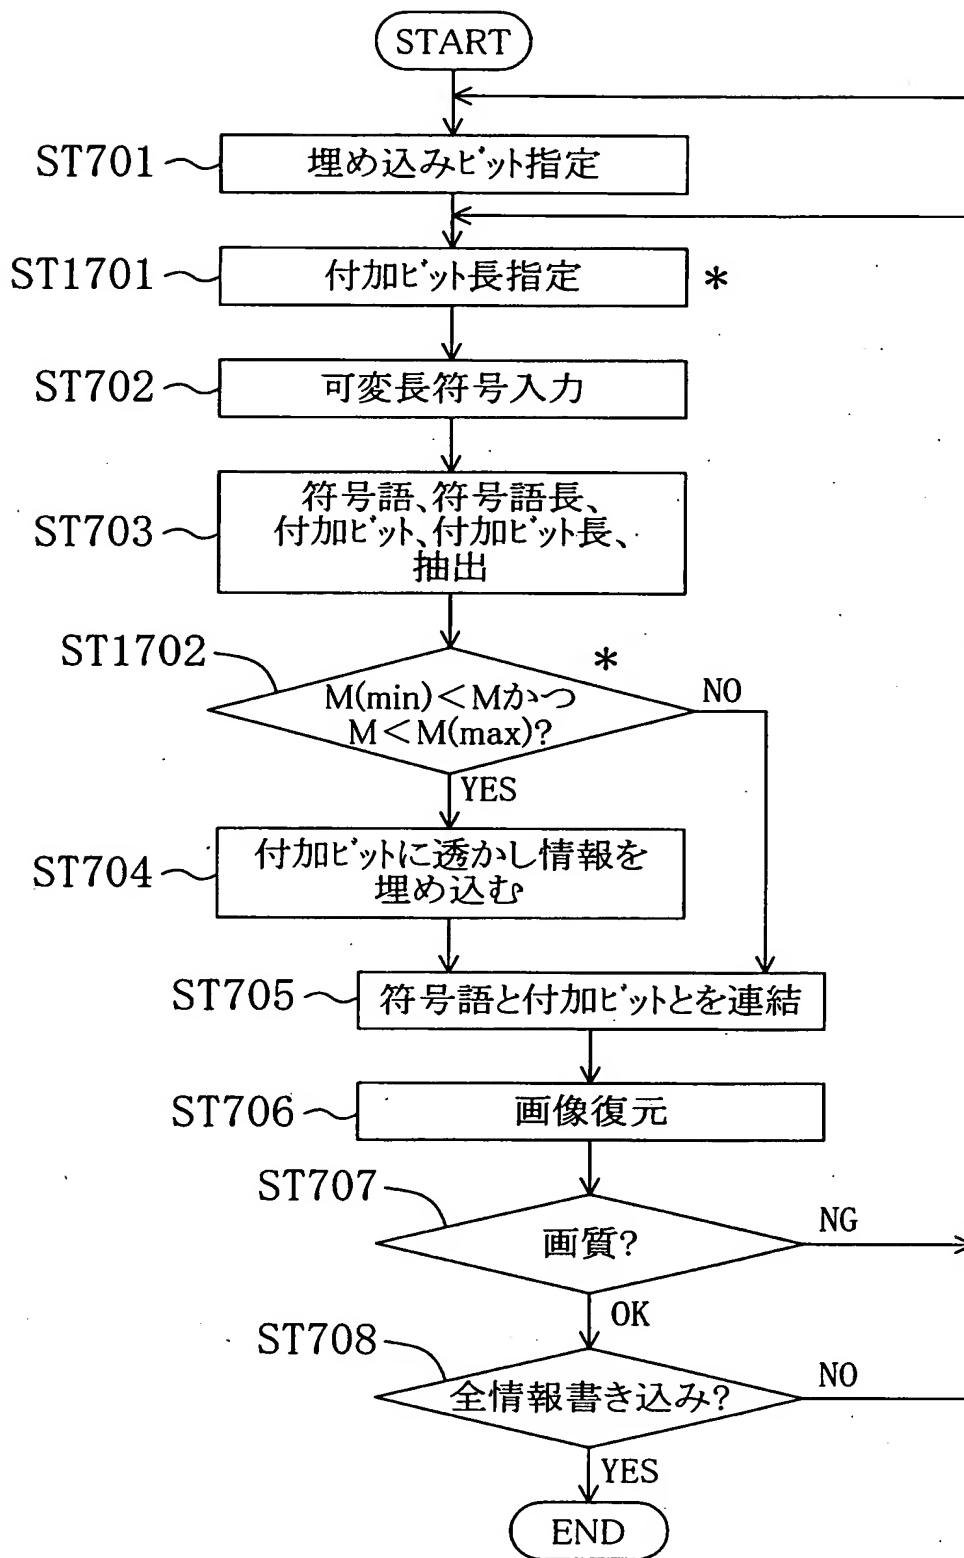 START
ST701
埋め込みﾋﾞｯﾄ指定
ST1701
付加ﾋﾞｯﾄ長指定
*
ST702
可変長符号入力
ST703
符号語、符号語長、
付加ﾋﾞｯﾄ、付加ﾋﾞｯﾄ長、
抽出
ST1702
*
M(min)<Mかつ
M<M(max)?
NO
YES
ST704
付加ﾋﾞｯﾄに透かし情報を
埋め込む
ST705
符号語と付加ﾋﾞｯﾄとを連結
ST706
画像復元
ST707
画質?
NG
OK
ST708
全情報書き込み?
NO
YES
END